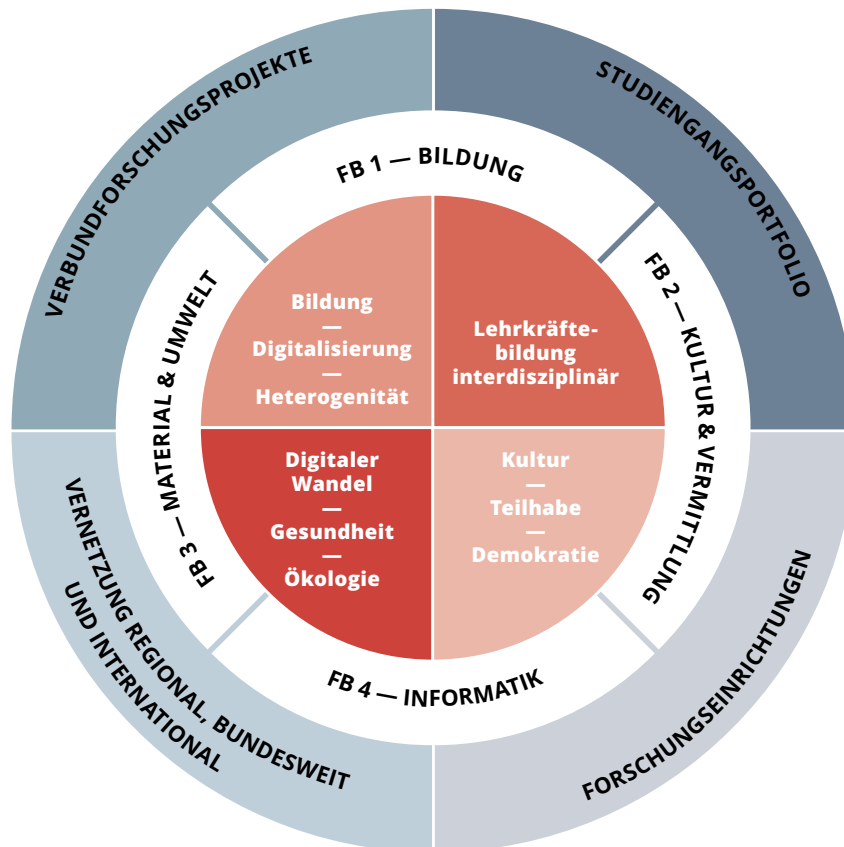 VERBUNDFORSCHUNGSPROJEKTE
STUDIENGANGSPORTFOLIO
FB 1 — BILDUNG
FB 2 — KULTUR & VERMITTLUNG
FB 3 — MATERIAL & UMWELT
Bildung
—
Digitalisierung
—
Heterogenität
Lehrkräfte-
bildung
interdisziplinär
Digitaler
Wandel
—
Gesundheit
—
Ökologie
Kultur
—
Teilhabe
—
Demokratie
FB 4 — INFORMATIK
VERNETZUNG REGIONAL, BUNDESWEIT
UND INTERNATIONAL
FORSCHUNGSEINRICHTUNGEN